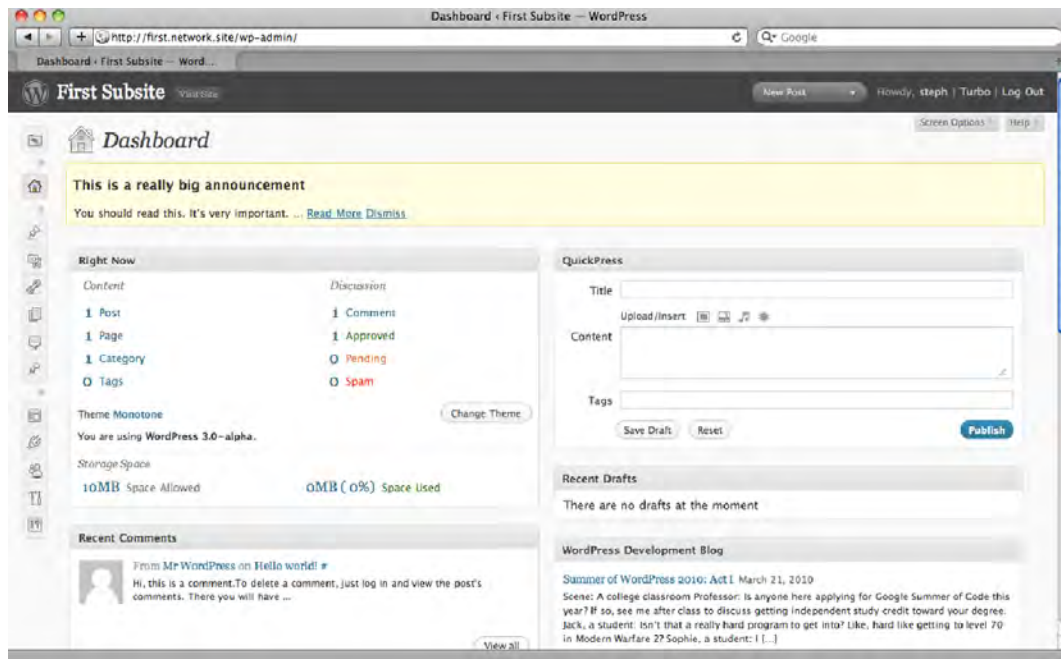 Dashboard ‹ First Subsite — WordPress
http://first.network.site/wp-admin/
Google
Dashboard ‹ First Subsite — Word...
First Subsite
Visit Site
New Post
Howdy, steph | Turbo | Log Out
Screen Options
Help
Dashboard
This is a really big announcement
You should read this. It's very important. ... Read More Dismiss
Right Now
Content
Discussion
1 Post
1 Comment
1 Page
1 Approved
1 Category
0 Pending
0 Tags
0 Spam
Theme Monotone
Change Theme
You are using WordPress 3.0-alpha.
Storage Space
10MB Space Allowed
0MB (0%) Space Used
Recent Comments
From Mr WordPress on Hello world! #
Hi, this is a comment.To delete a comment, just log in and view the post's
comments. There you will have ...
View all
QuickPress
Title
Upload/Insert
Content
Tags
Save Draft
Reset
Publish
Recent Drafts
There are no drafts at the moment
WordPress Development Blog
Summer of WordPress 2010: Act I March 21, 2010
Scene: A college classroom Professor: Is anyone here applying for Google Summer of Code this
year? If so, see me after class to discuss getting independent study credit toward your degree.
Jack, a student: Isn't that a really hard program to get into? Like, hard like getting to level 70
in Modern Warfare 2? Sophie, a student: I [...]